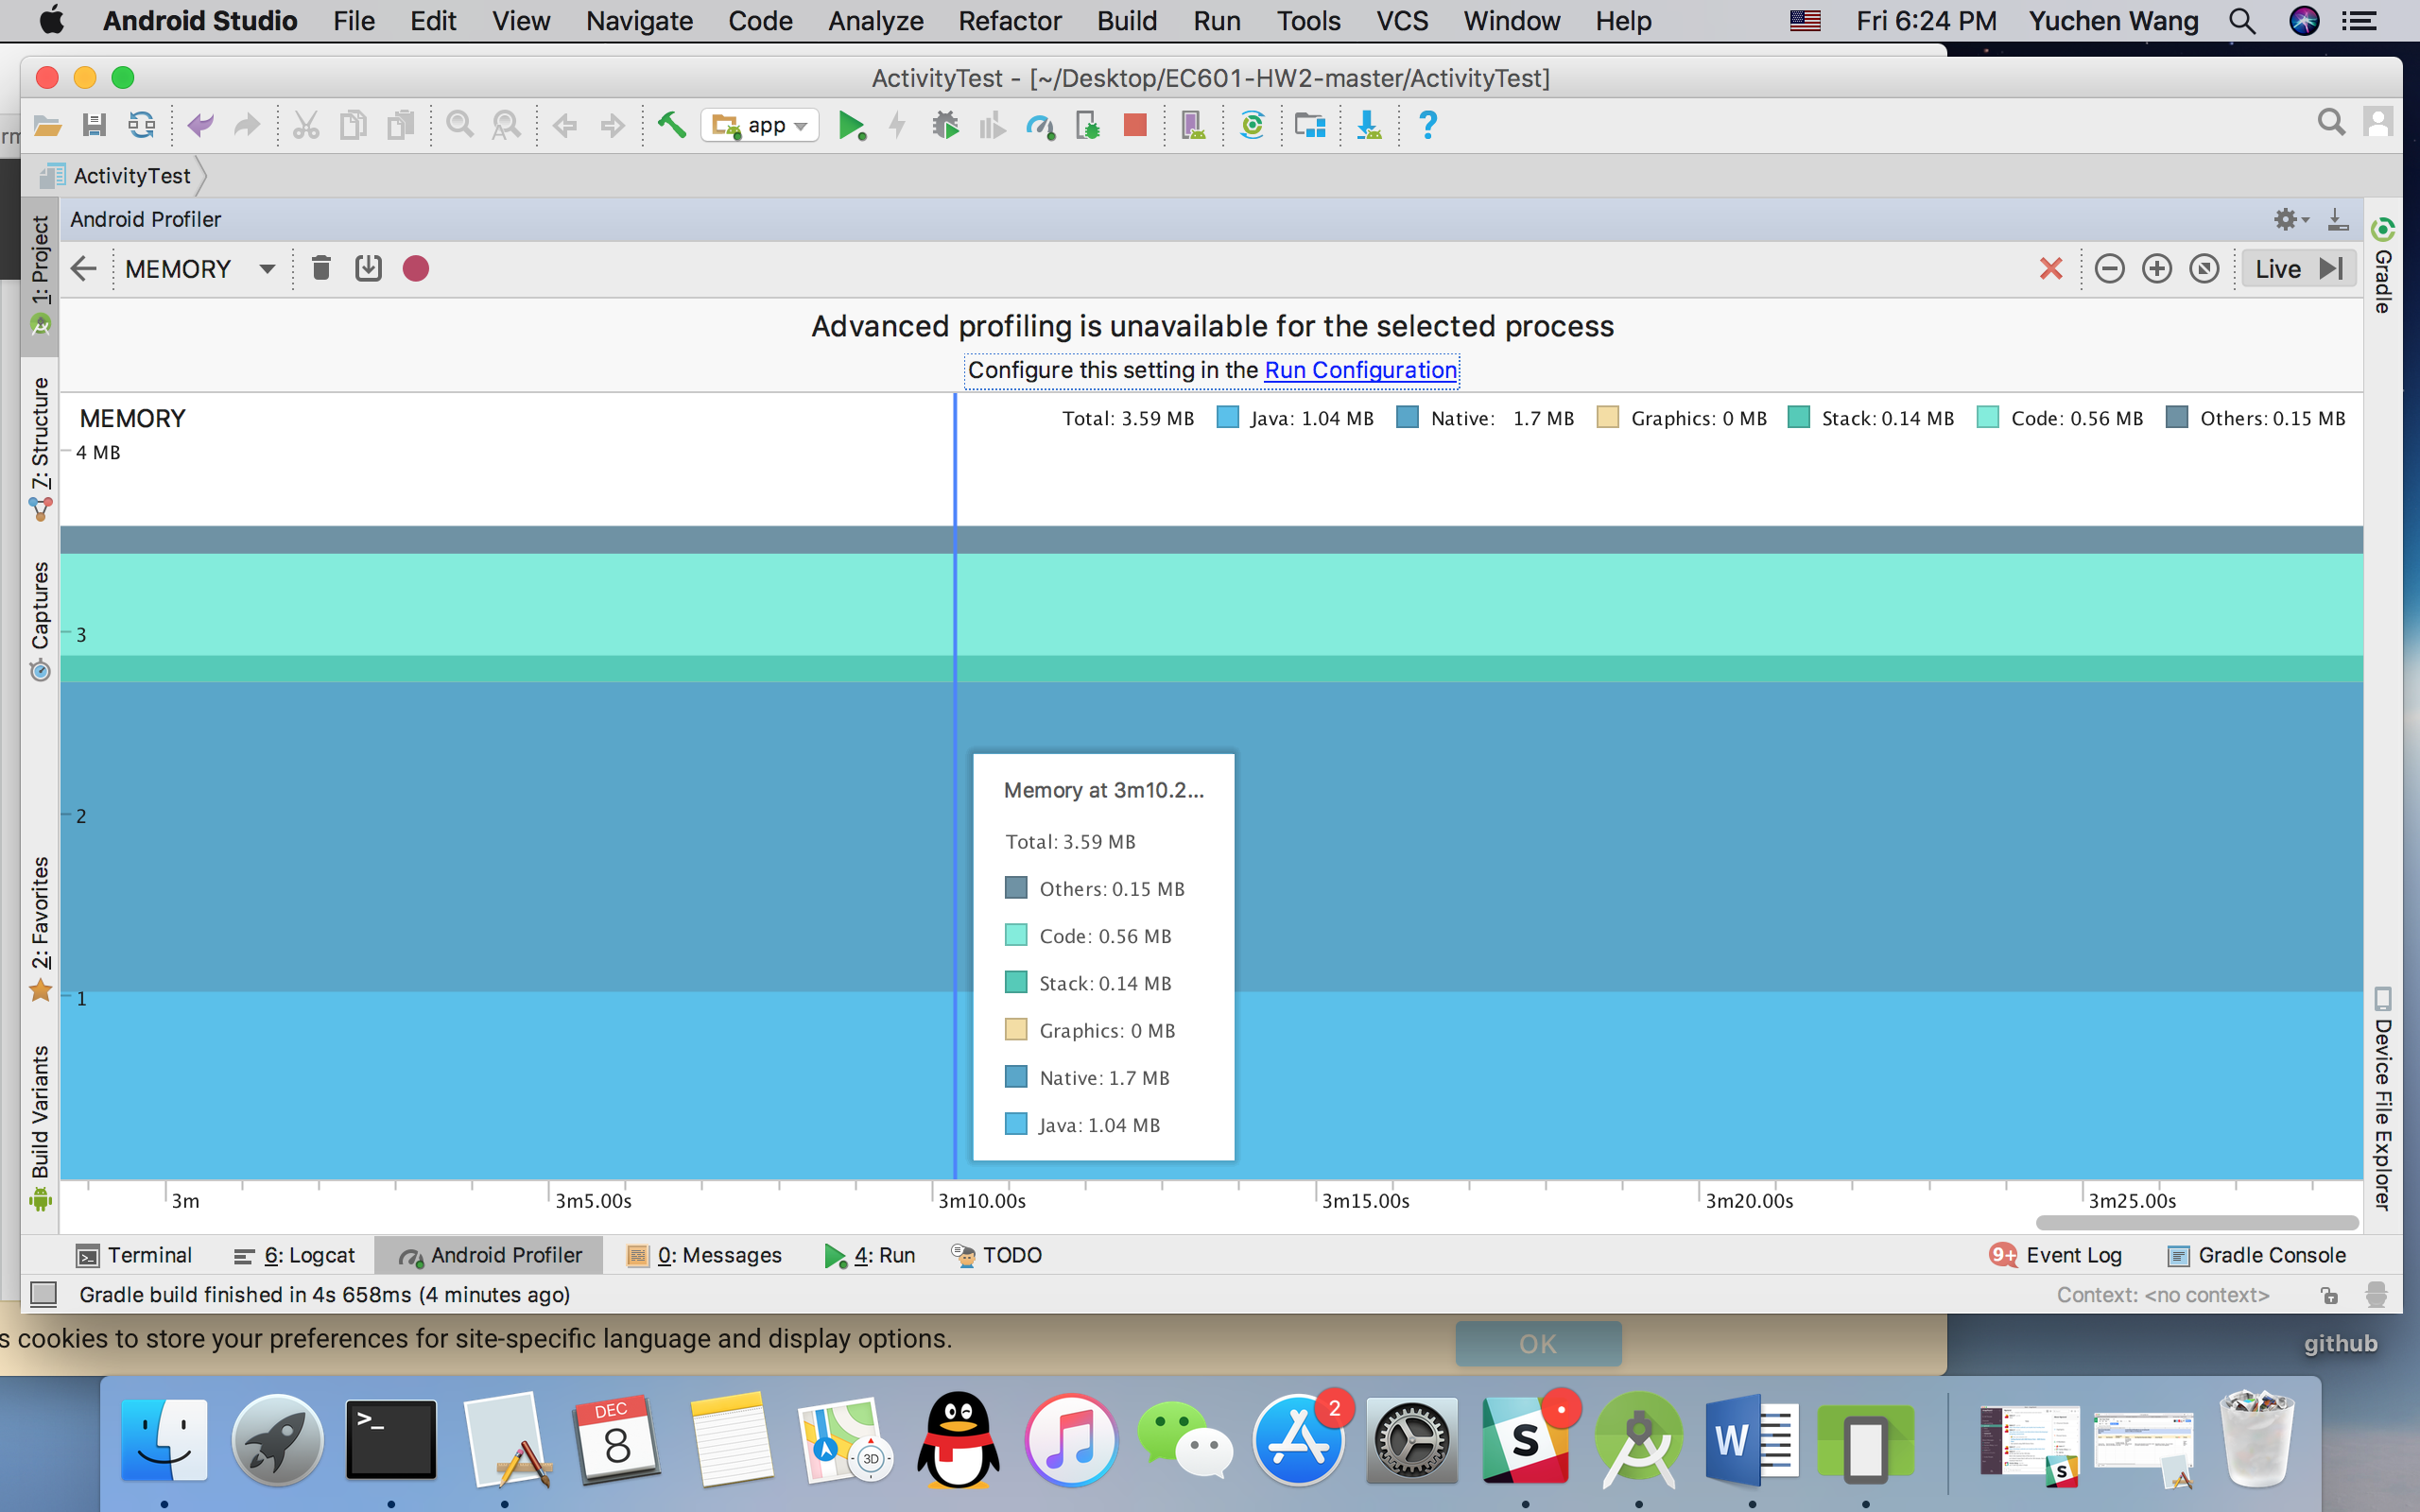 Android Studio File Edit View Navigate Code Analyze Refactor Build Run Tools VCS Window Help Fri 6:24 PM Yuchen Wang
ActivityTest - [~/Desktop/EC601-HW2-master/ActivityTest]
app
ActivityTest
Android Profiler
MEMORY
Live
1: Project
7: Structure
Captures
2: Favorites
Build Variants
Gradle
Device File Explorer
Advanced profiling is unavailable for the selected process
Configure this setting in the Run Configuration
MEMORY
Total: 3.59 MB Java: 1.04 MB Native: 1.7 MB Graphics: 0 MB Stack: 0.14 MB Code: 0.56 MB Others: 0.15 MB
4 MB
3
2
1
Memory at 3m10.2...
Total: 3.59 MB
Others: 0.15 MB
Code: 0.56 MB
Stack: 0.14 MB
Graphics: 0 MB
Native: 1.7 MB
Java: 1.04 MB
3m 3m5.00s 3m10.00s 3m15.00s 3m20.00s 3m25.00s
Terminal 6: Logcat Android Profiler 0: Messages 4: Run TODO 9+ Event Log Gradle Console
Gradle build finished in 4s 658ms (4 minutes ago) Context: <no context>
s cookies to store your preferences for site-specific language and display options. OK
github
>_
DEC
8
3D
2
S
W
S